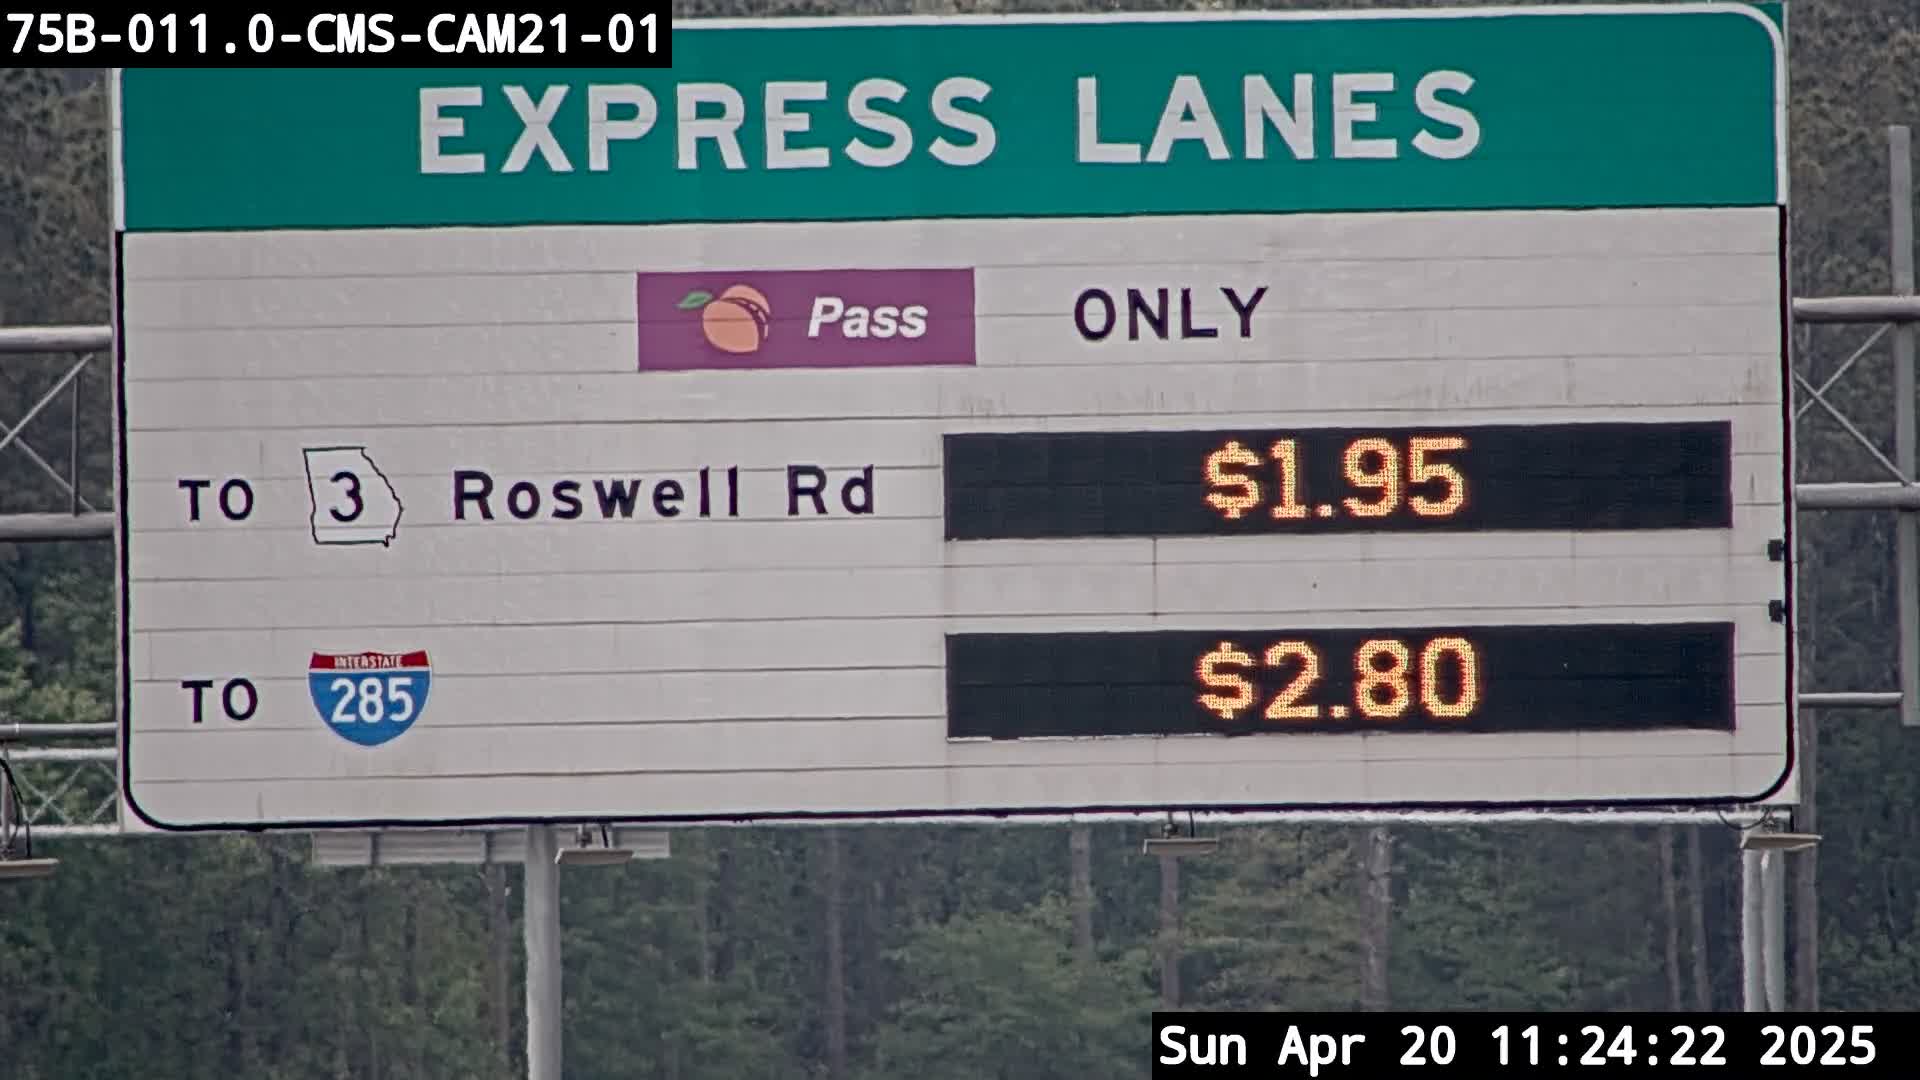 75B-011.0-CMS-CAM21-01
EXPRESS LANES
Pass ONLY
TO 3 Roswell Rd $1.95
TO INTERSTATE 285 $2.80
Sun Apr 20 11:24:22 2025